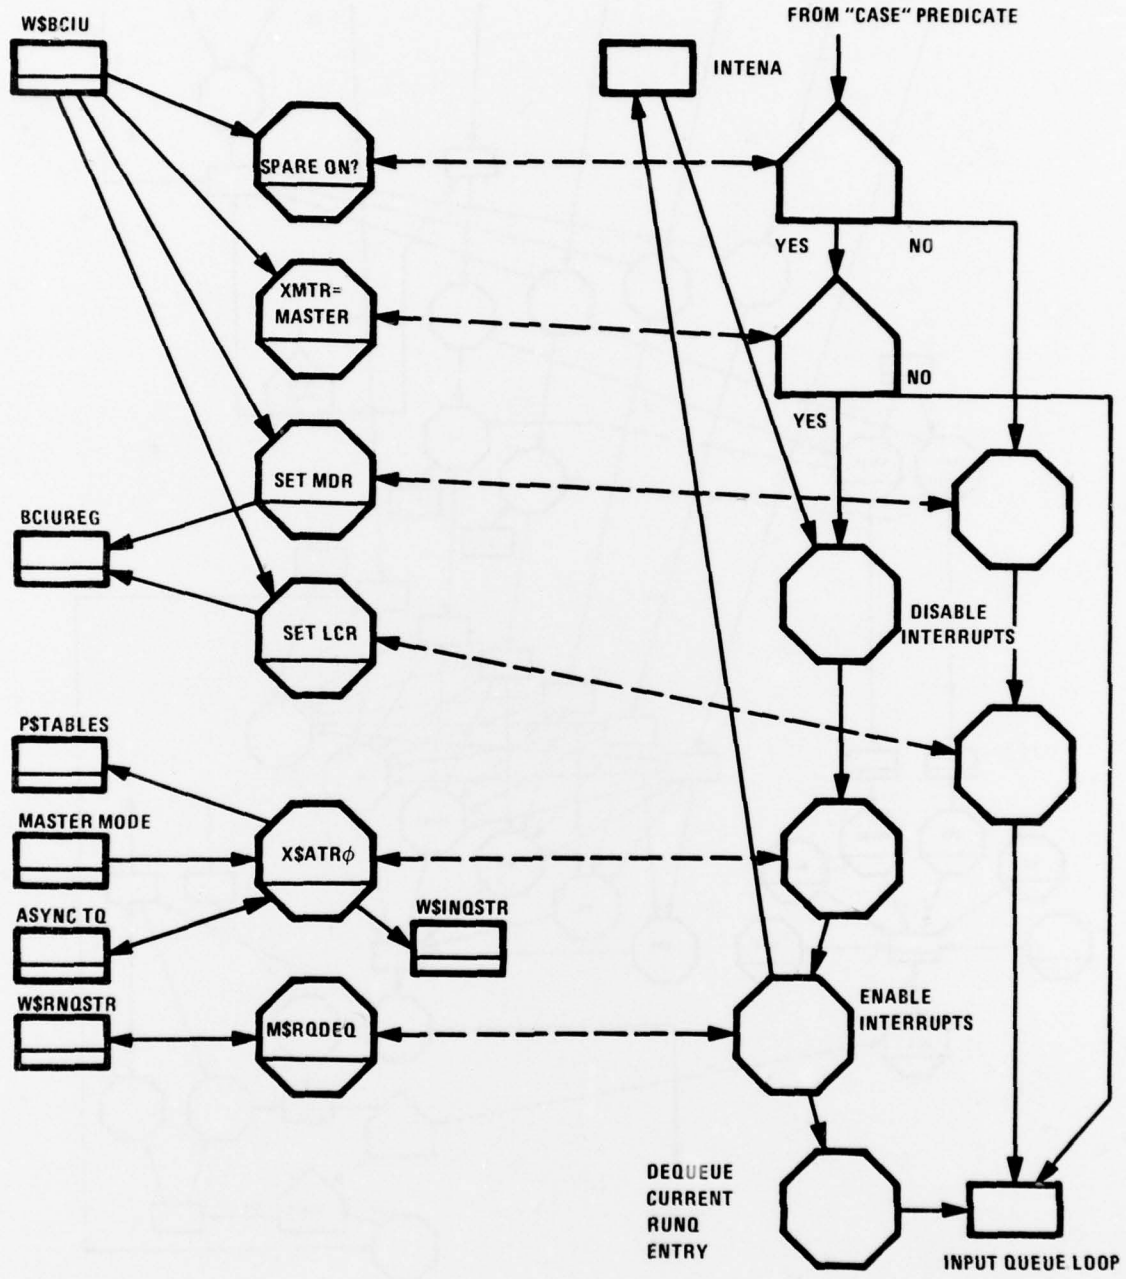 FROM "CASE" PREDICATE
W$BCIU
INTENA
SPARE ON?
YES
NO
XMTR=
MASTER
NO
YES
SET MDR
BCIUREG
DISABLE
INTERRUPTS
SET LCR
P$TABLES
MASTER MODE
X$ATRϕ
ASYNC TQ
W$INQSTR
W$RNQSTR
M$RQDEQ
ENABLE
INTERRUPTS
DEQUEUE
CURRENT
RUNQ
ENTRY
INPUT QUEUE LOOP